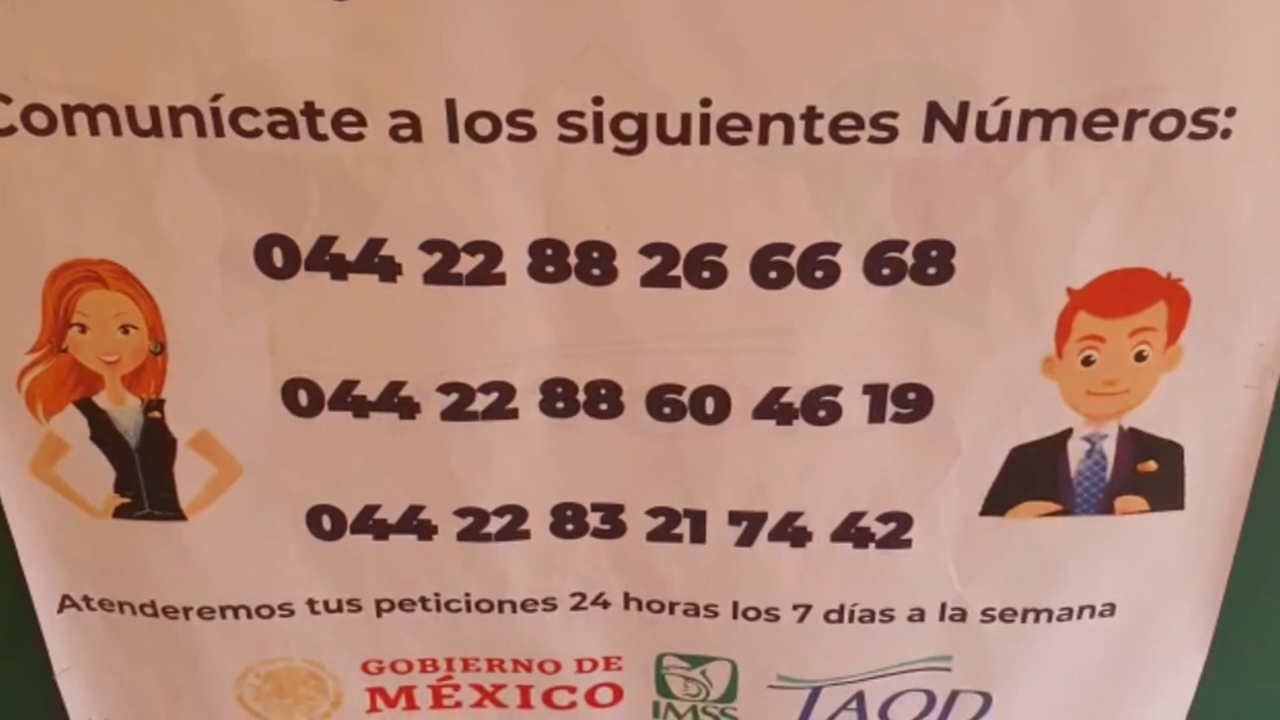 Comunícate a los siguientes Números:
044 22 88 26 66 68
044 22 88 60 46 19
044 22 83 21 74 42
Atenderemos tus peticiones 24 horas los 7 días a la semana
GOBIERNO DE
MÉXICO
IMSS